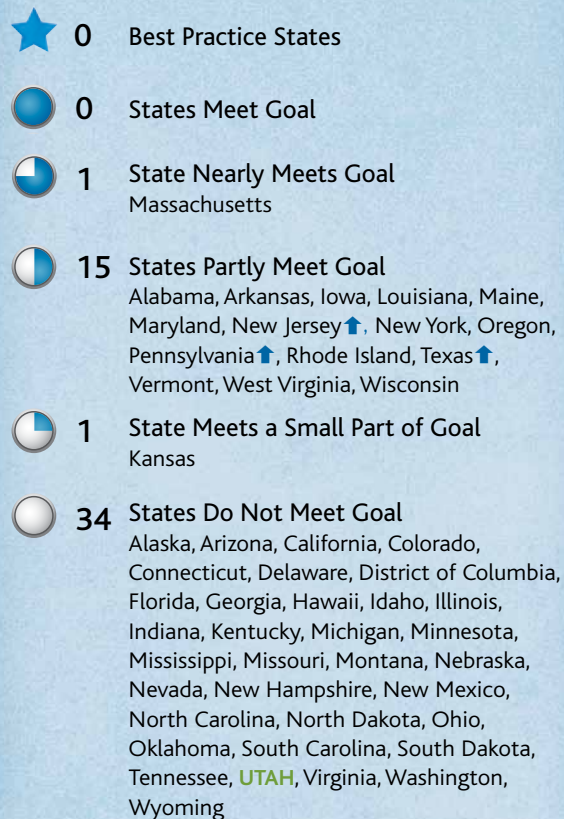 0 Best Practice States
0 States Meet Goal
1 State Nearly Meets Goal
Massachusetts
15 States Partly Meet Goal
Alabama, Arkansas, Iowa, Louisiana, Maine,
Maryland, New Jersey⬆, New York, Oregon,
Pennsylvania⬆, Rhode Island, Texas⬆,
Vermont, West Virginia, Wisconsin
1 State Meets a Small Part of Goal
Kansas
34 States Do Not Meet Goal
Alaska, Arizona, California, Colorado,
Connecticut, Delaware, District of Columbia,
Florida, Georgia, Hawaii, Idaho, Illinois,
Indiana, Kentucky, Michigan, Minnesota,
Mississippi, Missouri, Montana, Nebraska,
Nevada, New Hampshire, New Mexico,
North Carolina, North Dakota, Ohio,
Oklahoma, South Carolina, South Dakota,
Tennessee, UTAH, Virginia, Washington,
Wyoming